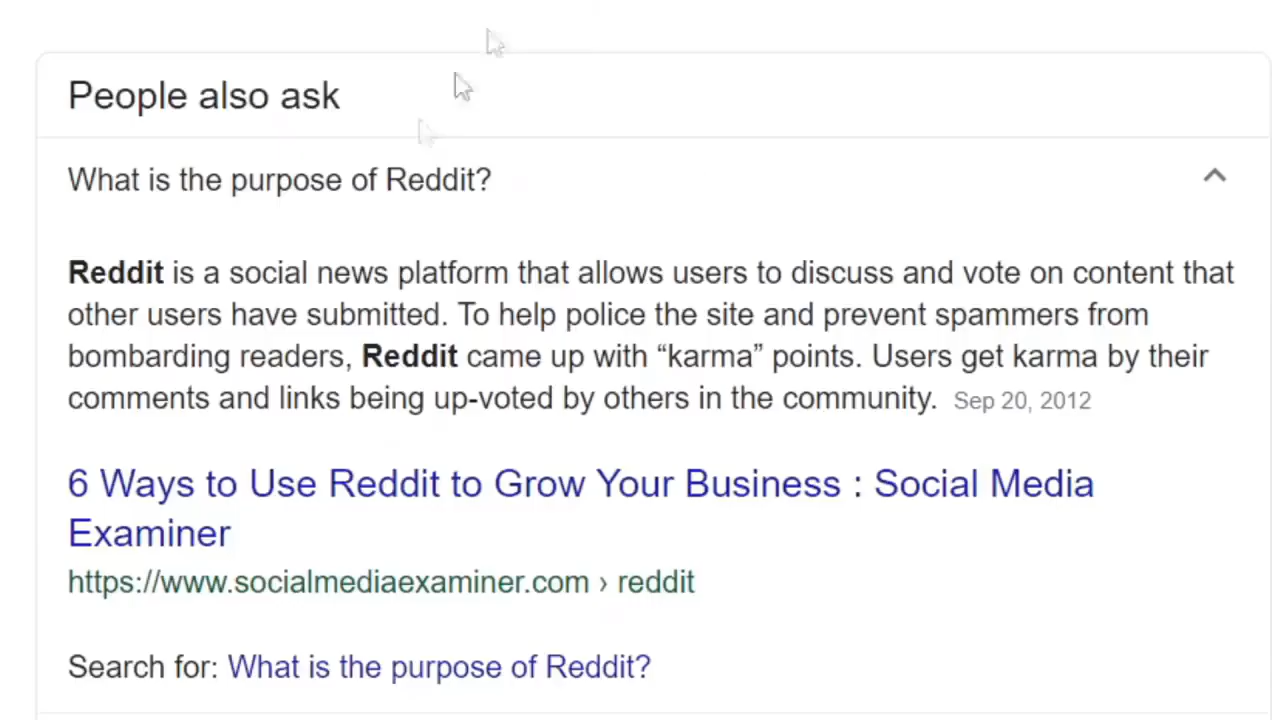 People also ask
What is the purpose of Reddit?
Reddit is a social news platform that allows users to discuss and vote on content that
other users have submitted. To help police the site and prevent spammers from
bombarding readers, Reddit came up with “karma” points. Users get karma by their
comments and links being up-voted by others in the community. Sep 20, 2012
6 Ways to Use Reddit to Grow Your Business : Social Media
Examiner
https://www.socialmediaexaminer.com › reddit
Search for: What is the purpose of Reddit?